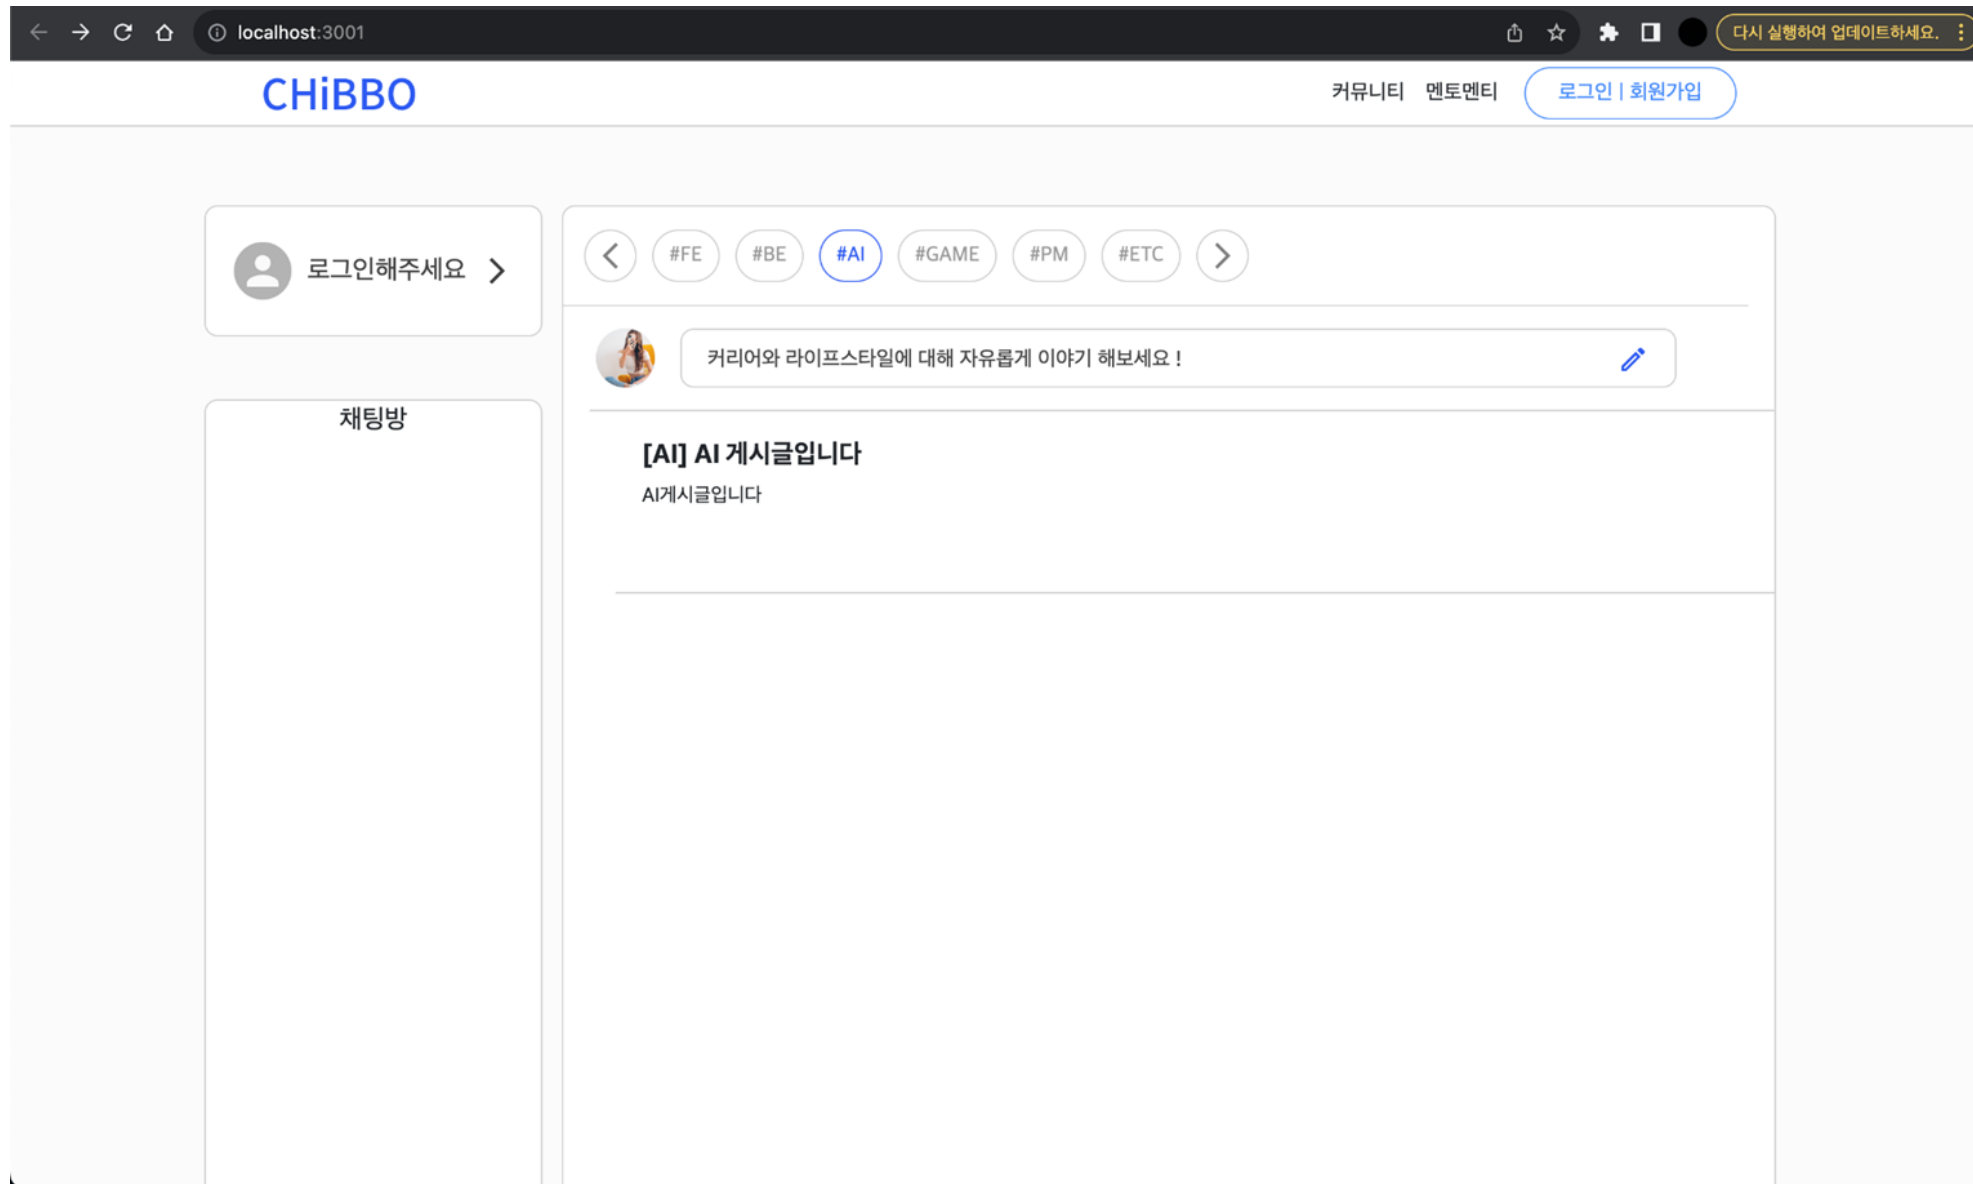 localhost:3001
다시 실행하여 업데이트하세요.
CHiBBO
커뮤니티 멘토멘티 로그인 | 회원가입
로그인해주세요
#FE #BE #AI #GAME #PM #ETC
커리어와 라이프스타일에 대해 자유롭게 이야기 해보세요 !
채팅방
[AI] AI 게시글입니다
AI게시글입니다